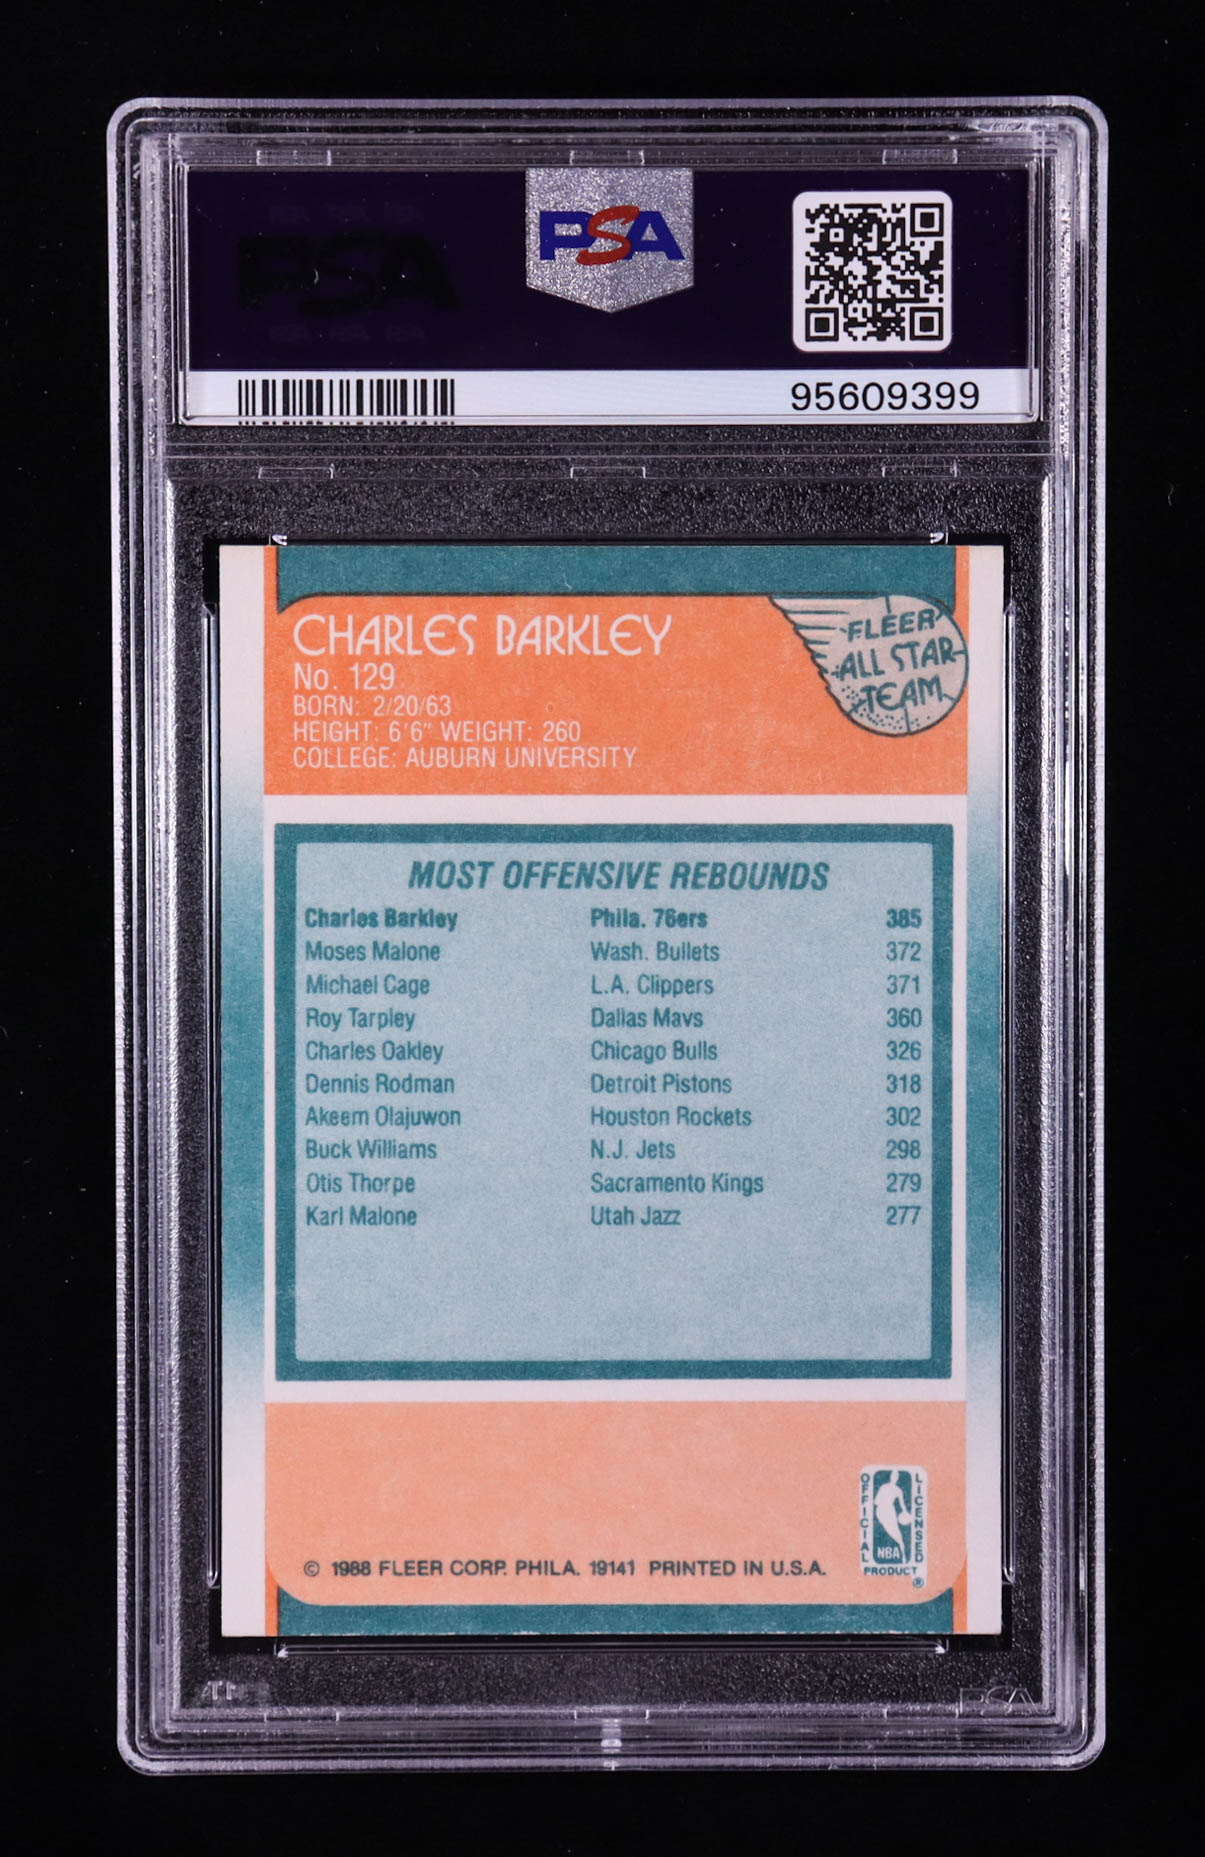 PSA
PSA
95609399
CHARLES BARKLEY
No. 129
BORN: 2/20/63
HEIGHT: 6'6" WEIGHT: 260
COLLEGE: AUBURN UNIVERSITY
FLEER
ALL STAR
TEAM
MOST OFFENSIVE REBOUNDS
Charles Barkley Phila. 76ers 385
Moses Malone Wash. Bullets 372
Michael Cage L.A. Clippers 371
Roy Tarpley Dallas Mavs 360
Charles Oakley Chicago Bulls 326
Dennis Rodman Detroit Pistons 318
Akeem Olajuwon Houston Rockets 302
Buck Williams N.J. Jets 298
Otis Thorpe Sacramento Kings 279
Karl Malone Utah Jazz 277
OFFICIAL
LICENSED
NBA
PRODUCT
®
© 1988 FLEER CORP. PHILA. 19141 PRINTED IN U.S.A.
PSA